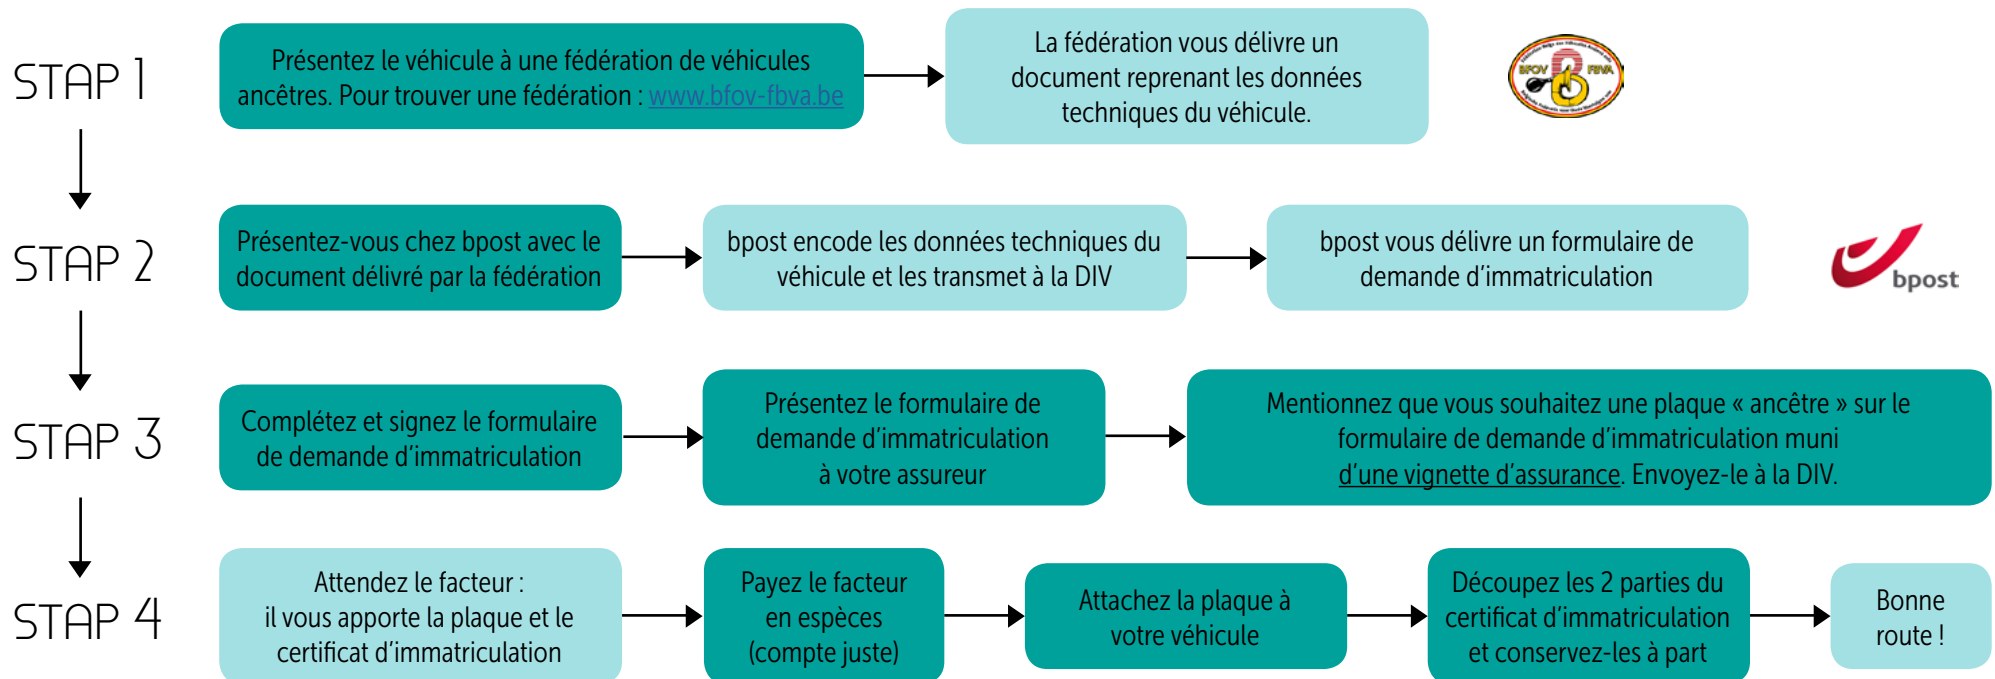 STAP 1
Présentez le véhicule à une fédération de véhicules
ancêtres. Pour trouver une fédération : www.bfov-fbva.be
La fédération vous délivre un
document reprenant les données
techniques du véhicule.
BFOV FBVA
STAP 2
Présentez-vous chez bpost avec le
document délivré par la fédération
bpost encode les données techniques du
véhicule et les transmet à la DIV
bpost vous délivre un formulaire de
demande d'immatriculation
bpost
STAP 3
Complétez et signez le formulaire
de demande d'immatriculation
Présentez le formulaire de
demande d'immatriculation
à votre assureur
Mentionnez que vous souhaitez une plaque « ancêtre » sur le
formulaire de demande d'immatriculation muni
d'une vignette d'assurance. Envoyez-le à la DIV.
STAP 4
Attendez le facteur :
il vous apporte la plaque et le
certificat d'immatriculation
Payez le facteur
en espèces
(compte juste)
Attachez la plaque à
votre véhicule
Découpez les 2 parties du
certificat d'immatriculation
et conservez-les à part
Bonne
route !